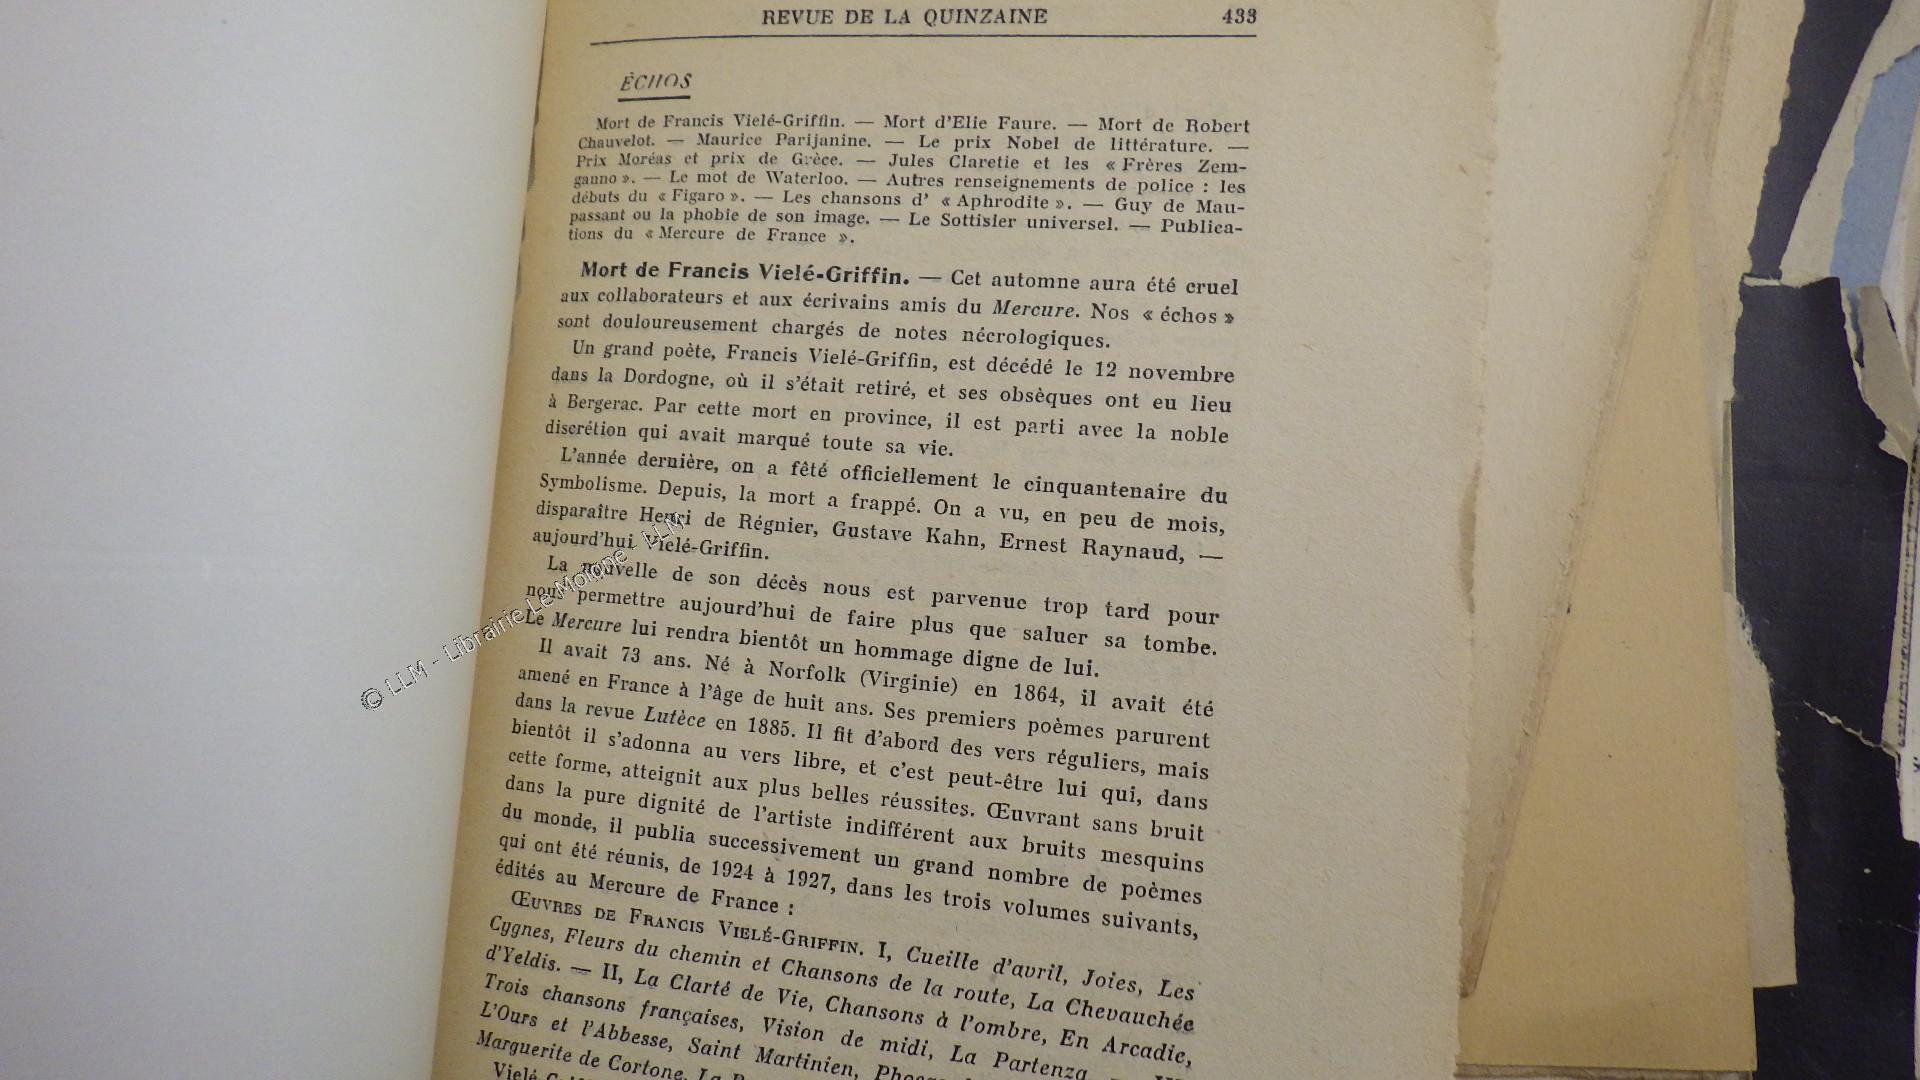 REVUE DE LA QUINZAINE 433
ÉCHOS
Mort de Francis Vielé-Griffin. — Mort d'Elie Faure. — Mort de Robert
Chauvelot. — Maurice Parijanine. — Le prix Nobel de littérature. —
Prix Moréas et prix de Grèce. — Jules Claretie et les « Frères Zem-
ganno ». — Le mot de Waterloo. — Autres renseignements de police : les
débuts du « Figaro ». — Les chansons d' « Aphrodite ». — Guy de Mau-
passant ou la phobie de son image. — Le Sottisier universel. — Publica-
tions du « Mercure de France ».
Mort de Francis Vielé-Griffin. — Cet automne aura été cruel
aux collaborateurs et aux écrivains amis du Mercure. Nos « échos »
sont douloureusement chargés de notes nécrologiques.
Un grand poète, Francis Vielé-Griffin, est décédé le 12 novembre
dans la Dordogne, où il s'était retiré, et ses obsèques ont eu lieu
à Bergerac. Par cette mort en province, il est parti avec la noble
discrétion qui avait marqué toute sa vie.
L'année dernière, on a fêté officiellement le cinquantenaire du
Symbolisme. Depuis, la mort a frappé. On a vu, en peu de mois,
disparaître Henri de Régnier, Gustave Kahn, Ernest Raynaud, —
aujourd'hui Vielé-Griffin.
La nouvelle de son décès nous est parvenue trop tard pour
nous permettre aujourd'hui de faire plus que saluer sa tombe.
Le Mercure lui rendra bientôt un hommage digne de lui.
Il avait 73 ans. Né à Norfolk (Virginie) en 1864, il avait été
amené en France à l'âge de huit ans. Ses premiers poèmes parurent
dans la revue Lutèce en 1885. Il fit d'abord des vers réguliers, mais
bientôt il s'adonna au vers libre, et c'est peut-être lui qui, dans
cette forme, atteignit aux plus belles réussites. Œuvrant sans bruit
dans la pure dignité de l'artiste indifférent aux bruits mesquins
du monde, il publia successivement un grand nombre de poèmes
qui ont été réunis, de 1924 à 1927, dans les trois volumes suivants,
édités au Mercure de France :
ŒUVRES DE FRANCIS VIELÉ-GRIFFIN. I, Cueille d'avril, Joies, Les
Cygnes, Fleurs du chemin et Chansons de la route, La Chevauchée
d'Yeldis. — II, La Clarté de Vie, Chansons à l'ombre, En Arcadie,
Trois chansons françaises, Vision de midi, La Partenza
L'Ours et l'Abbesse, Saint Martinien,
Marguerite de Cortone, La
Vielé
© LLM - Librairie Le Moigne - LLM